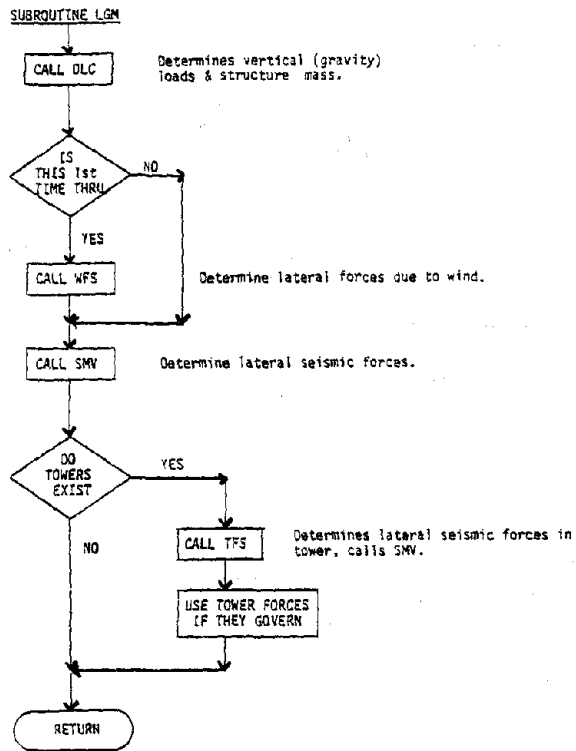 SUBROUTINE LGM
CALL DLC
Determines vertical (gravity)
loads & structure mass.
IS
THIS 1st
TIME THRU
NO
YES
CALL WFS
Determine lateral forces due to wind.
CALL SMV
Determine lateral seismic forces.
DO
TOWERS
EXIST
YES
NO
CALL TFS
Determines lateral seismic forces in
tower, calls SMV.
USE TOWER FORCES
IF THEY GOVERN
RETURN